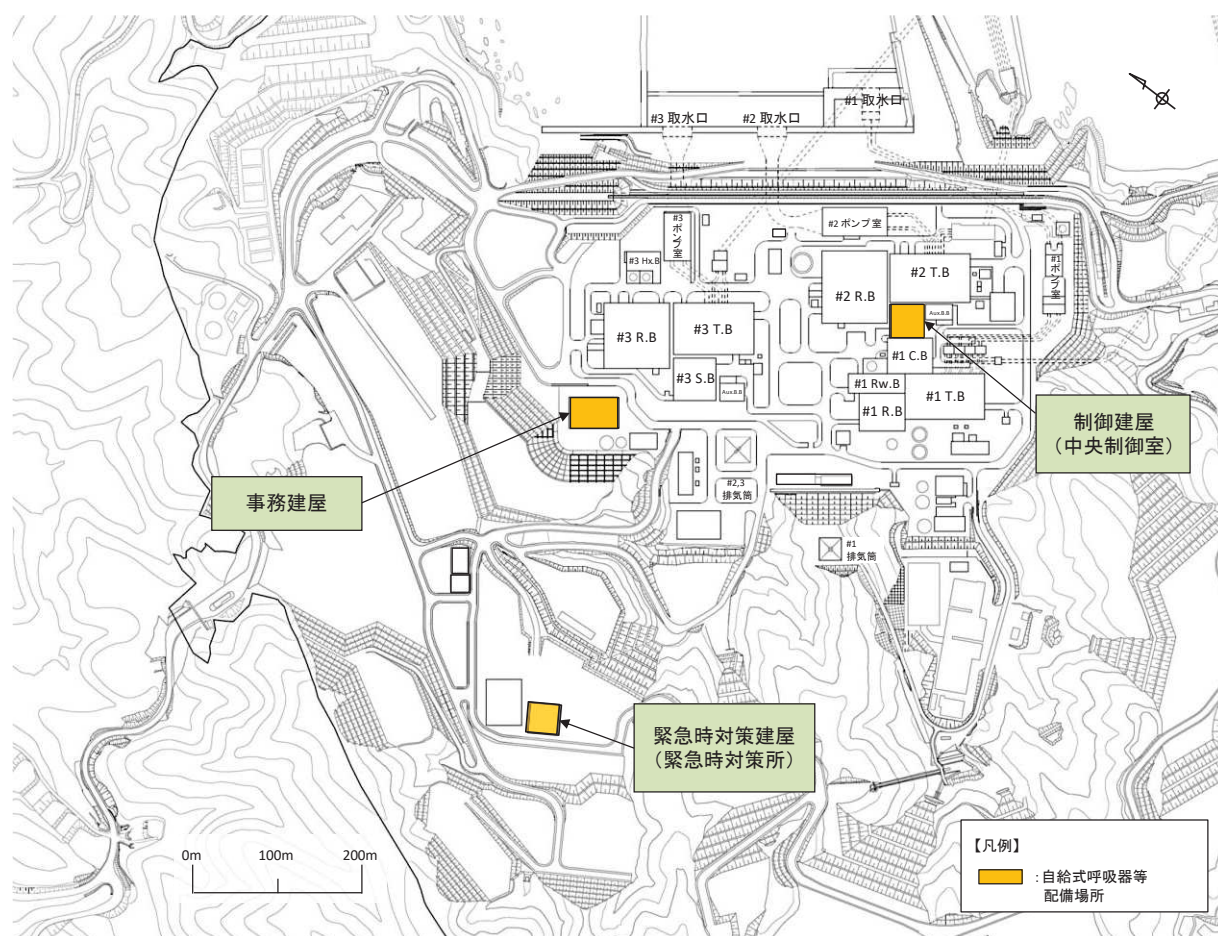 #1 取水口
#3 取水口
#2 取水口
#3
ポンプ室
#2 ポンプ室
#1
ポンプ室
#3 Hx.B
#2 T.B
#2 R.B
Aux.B.B
#3 R.B
#3 T.B
#1 C.B
#3 S.B
Aux.B.B
#1 Rw.B
#1 R.B
#1 T.B
制御建屋
(中央制御室)
事務建屋
#2,3
排気筒
#1
排気筒
緊急時対策建屋
(緊急時対策所)
0m
100m
200m
【凡例】
:自給式呼吸器等
配備場所